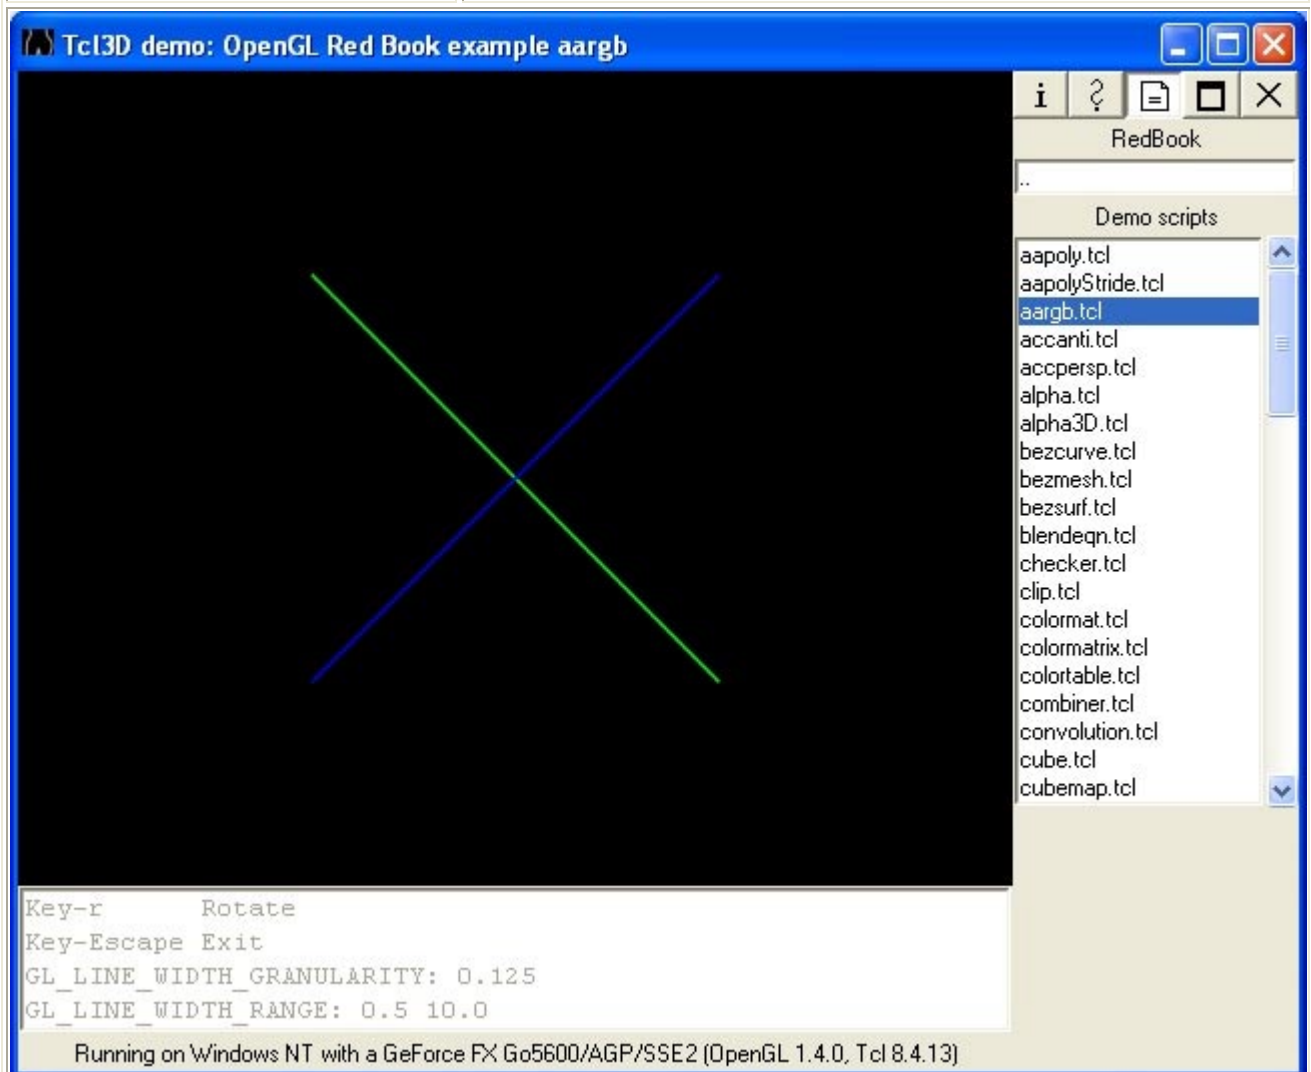 Tcl3D demo: OpenGL Red Book example aargb
i ?
RedBook
..
Demo scripts
aapoly.tcl
aapolyStride.tcl
aargb.tcl
accanti.tcl
accpersp.tcl
alpha.tcl
alpha3D.tcl
bezcurve.tcl
bezmesh.tcl
bezsurf.tcl
blendeqn.tcl
checker.tcl
clip.tcl
colormat.tcl
colormatrix.tcl
colortable.tcl
combiner.tcl
convolution.tcl
cube.tcl
cubemap.tcl
Key-r Rotate
Key-Escape Exit
GL_LINE_WIDTH_GRANULARITY: 0.125
GL_LINE_WIDTH_RANGE: 0.5 10.0
Running on Windows NT with a GeForce FX Go5600/AGP/SSE2 (OpenGL 1.4.0, Tcl 8.4.13)